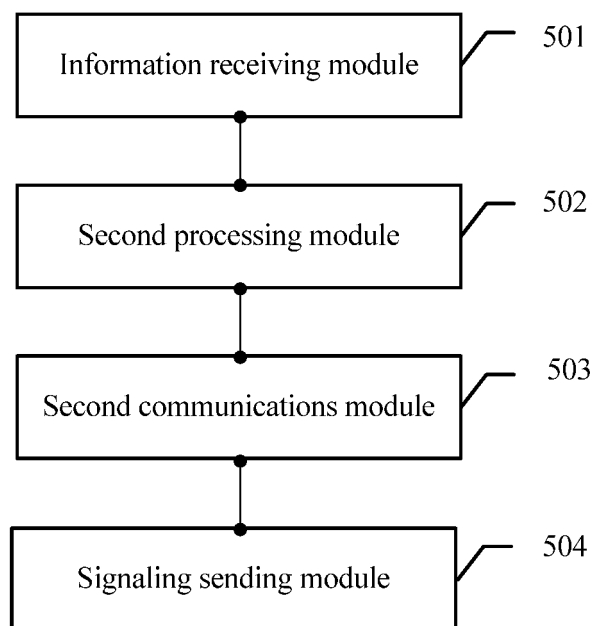 Information receiving module
501
Second processing module
502
Second communications module
503
Signaling sending module
504